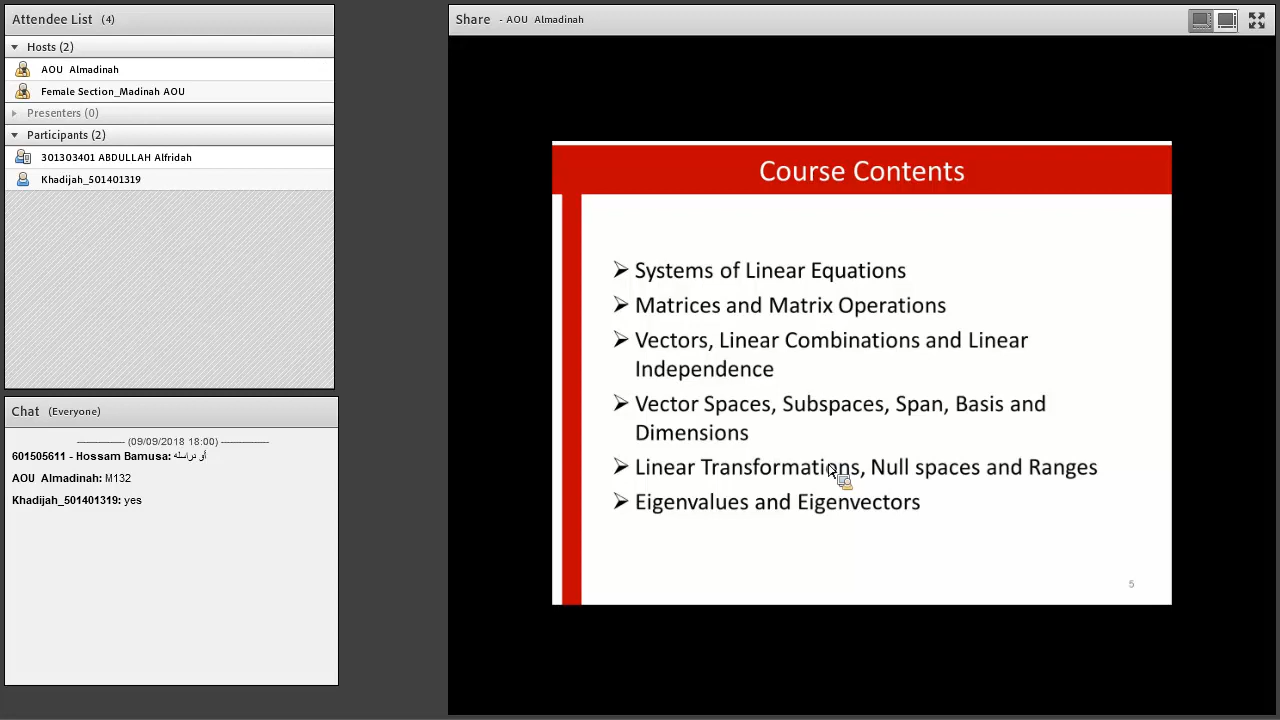 Attendee List (4)
Hosts (2)
AOU Almadinah
Female Section_Madinah AOU
Presenters (0)
Participants (2)
301303401 ABDULLAH Alfridah
Khadijah_501401319
Chat (Everyone)
(09/09/2018 18:00)
601505611 - Hossam Bamusa: أو دراسله
AOU Almadinah: M132
Khadijah_501401319: yes
Share - AOU Almadinah
Course Contents
Systems of Linear Equations
Matrices and Matrix Operations
Vectors, Linear Combinations and Linear
Independence
Vector Spaces, Subspaces, Span, Basis and
Dimensions
Linear Transformations, Null spaces and Ranges
Eigenvalues and Eigenvectors
5